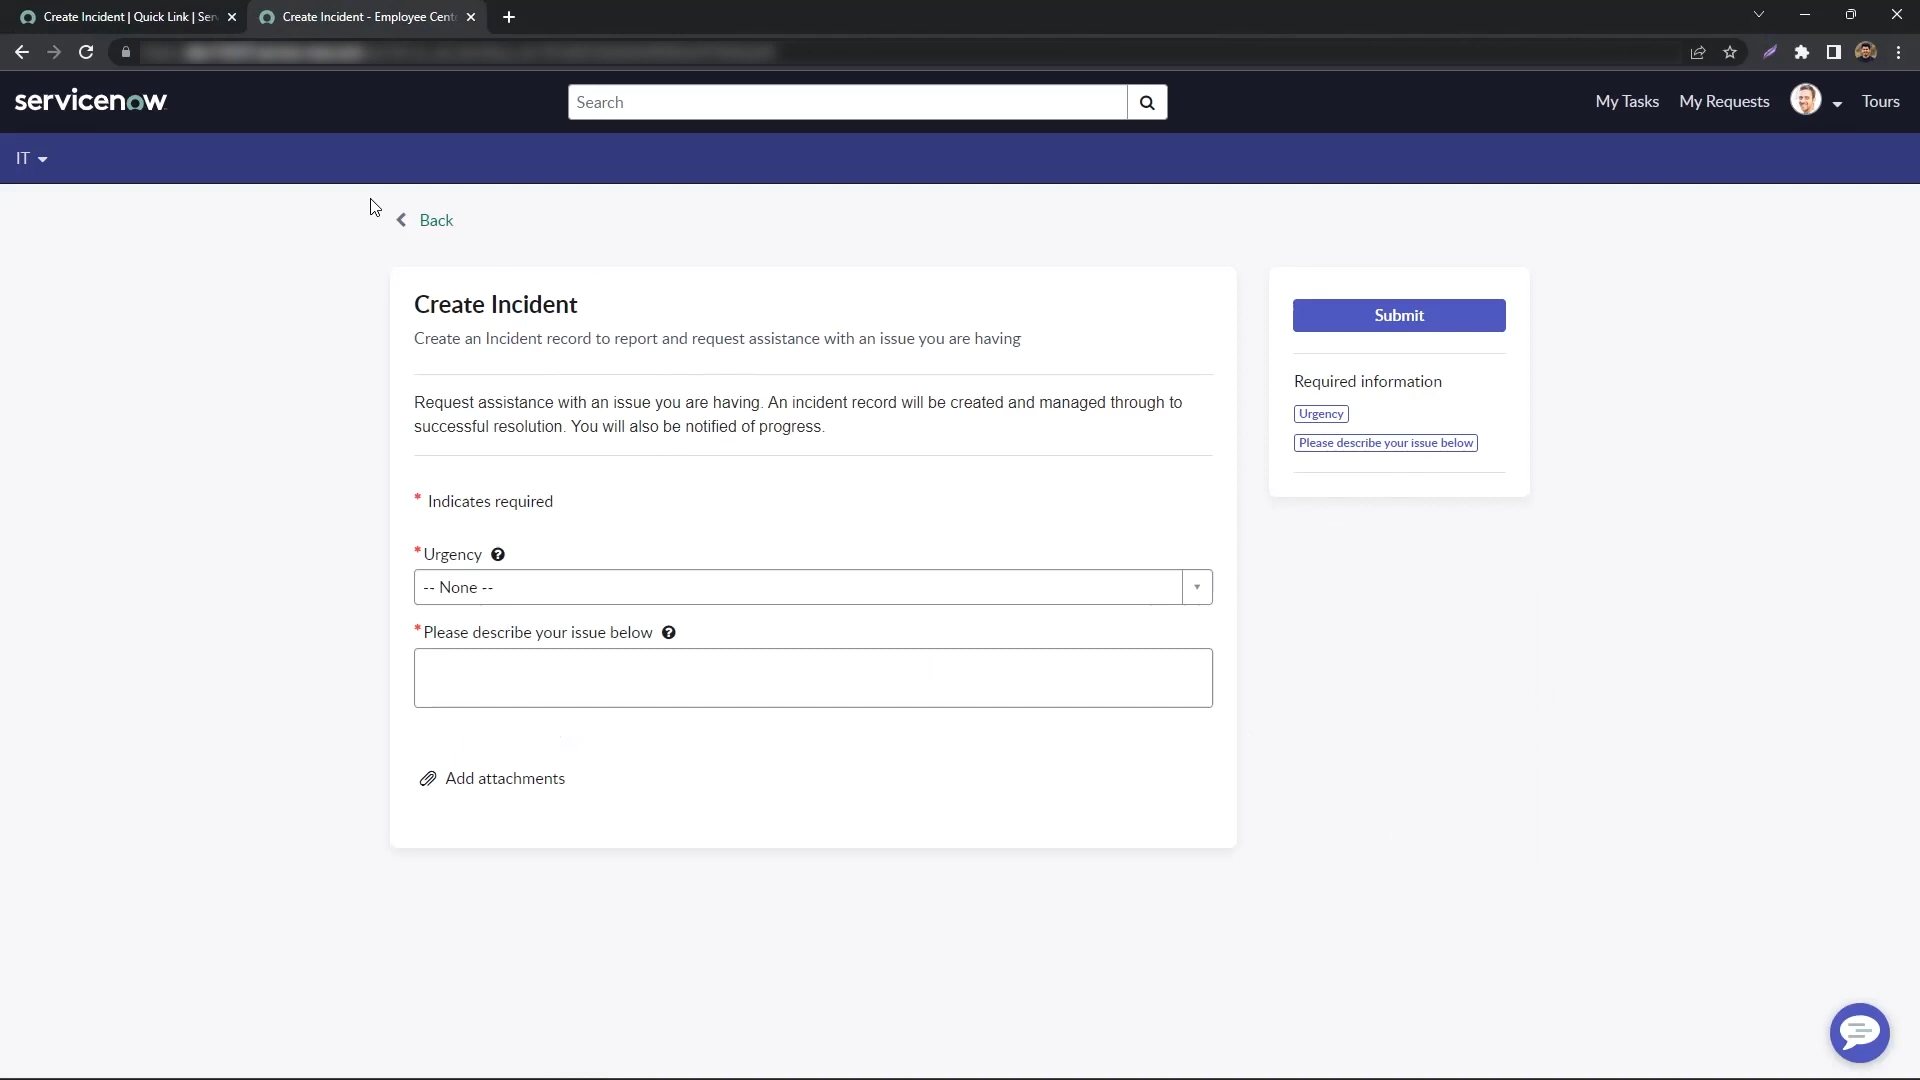 Create Incident | Quick Link | Ser
Create Incident - Employee Cent
servicenow
Search
My Tasks
My Requests
Tours
IT
Back
Create Incident
Create an Incident record to report and request assistance with an issue you are having
Request assistance with an issue you are having. An incident record will be created and managed through to
successful resolution. You will also be notified of progress.
* Indicates required
* Urgency ?
-- None --
* Please describe your issue below ?
Add attachments
Submit
Required information
Urgency
Please describe your issue below